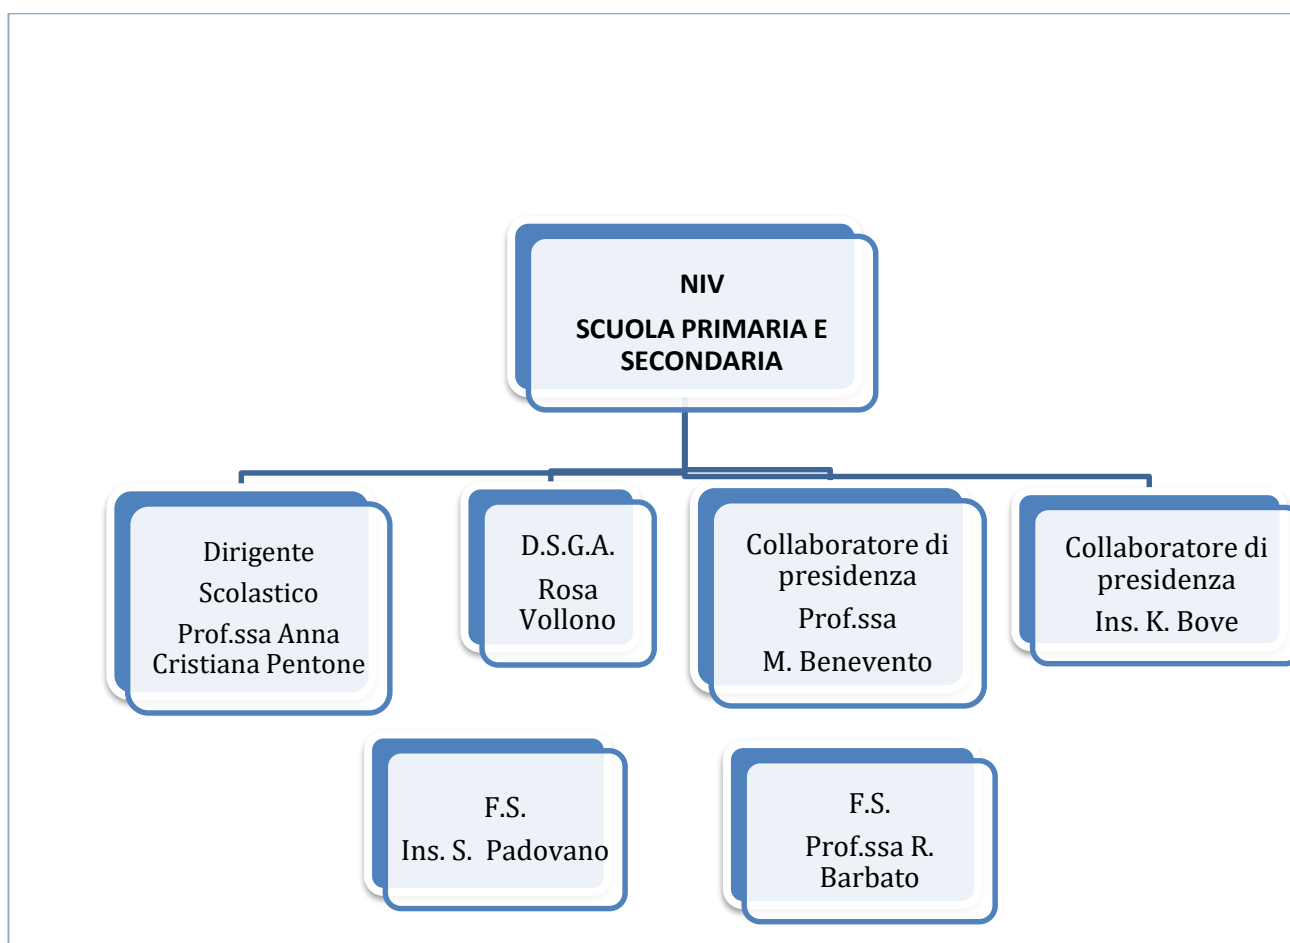 NIV
SCUOLA PRIMARIA E
SECONDARIA
Dirigente
Scolastico
Prof.ssa Anna
Cristiana Pentone
D.S.G.A.
Rosa
Vollono
Collaboratore di
presidenza
Prof.ssa
M. Benevento
Collaboratore di
presidenza
Ins. K. Bove
F.S.
Ins. S. Padovano
F.S.
Prof.ssa R.
Barbato